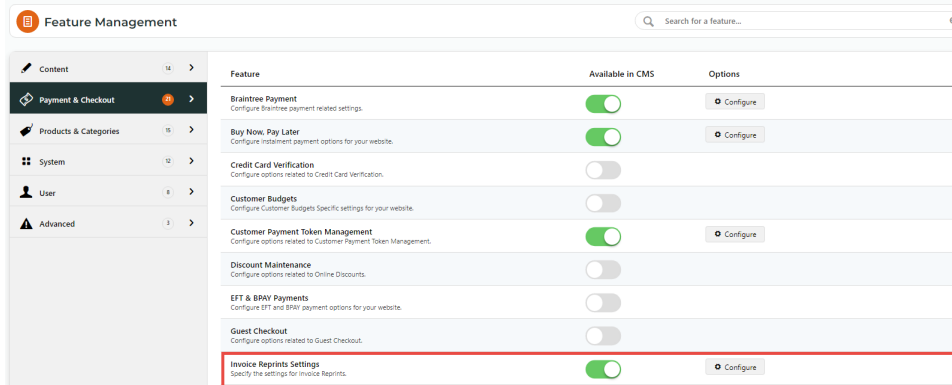 Feature Management
Search for a feature...
Content 14
Payment & Checkout 21
Products & Categories 15
System 12
User 8
Advanced 3
Feature Available in CMS Options
Braintree Payment
Configure Braintree payment related settings.
Configure
Buy Now, Pay Later
Configure instalment payment options for your website.
Configure
Credit Card Verification
Configure options related to Credit Card Verification.
Customer Budgets
Configure Customer Budgets Specific settings for your website.
Customer Payment Token Management
Configure options related to Customer Payment Token Management.
Configure
Discount Maintenance
Configure options related to Online Discounts.
EFT & BPAY Payments
Configure EFT and BPAY payment options for your website.
Guest Checkout
Configure options related to Guest Checkout.
Invoice Reprints Settings
Specify the settings for Invoice Reprints.
Configure